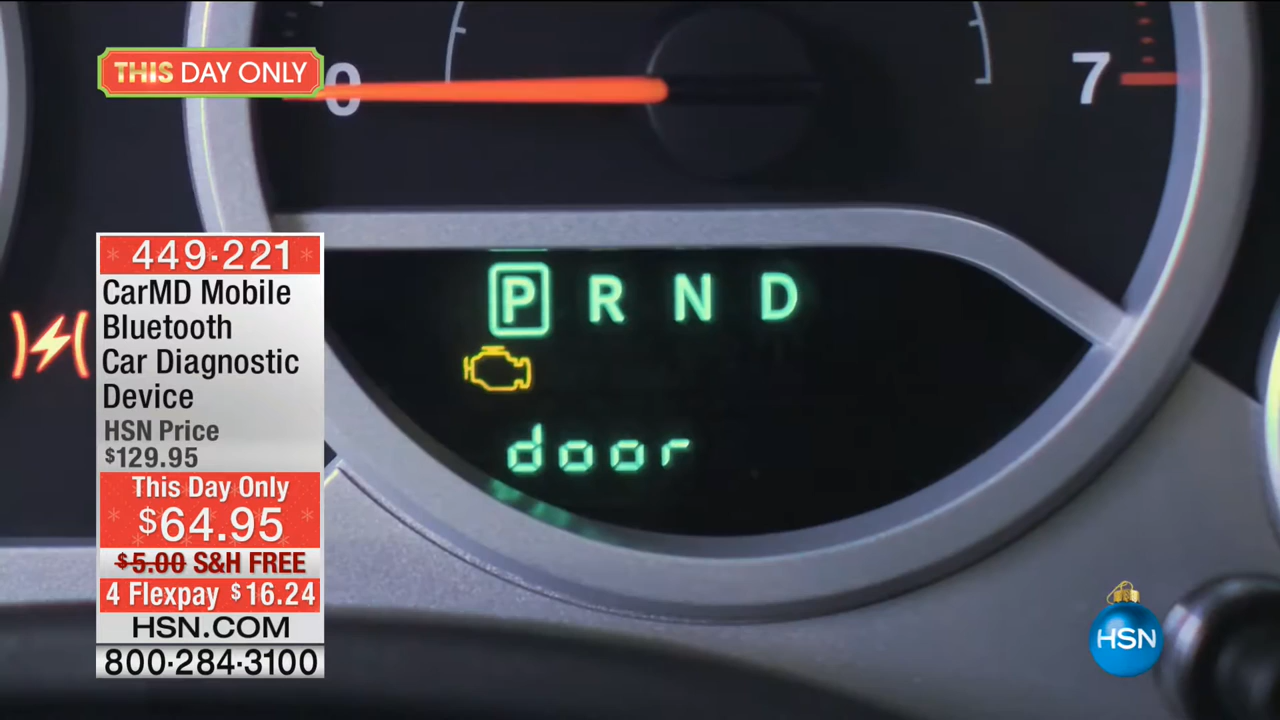 THIS DAY ONLY
0
7
449-221
CarMD Mobile
Bluetooth
Car Diagnostic
Device
HSN Price
$129.95
This Day Only
$64.95
$5.00 S&H FREE
4 Flexpay $16.24
HSN.COM
800-284-3100
P R N D
door
HSN